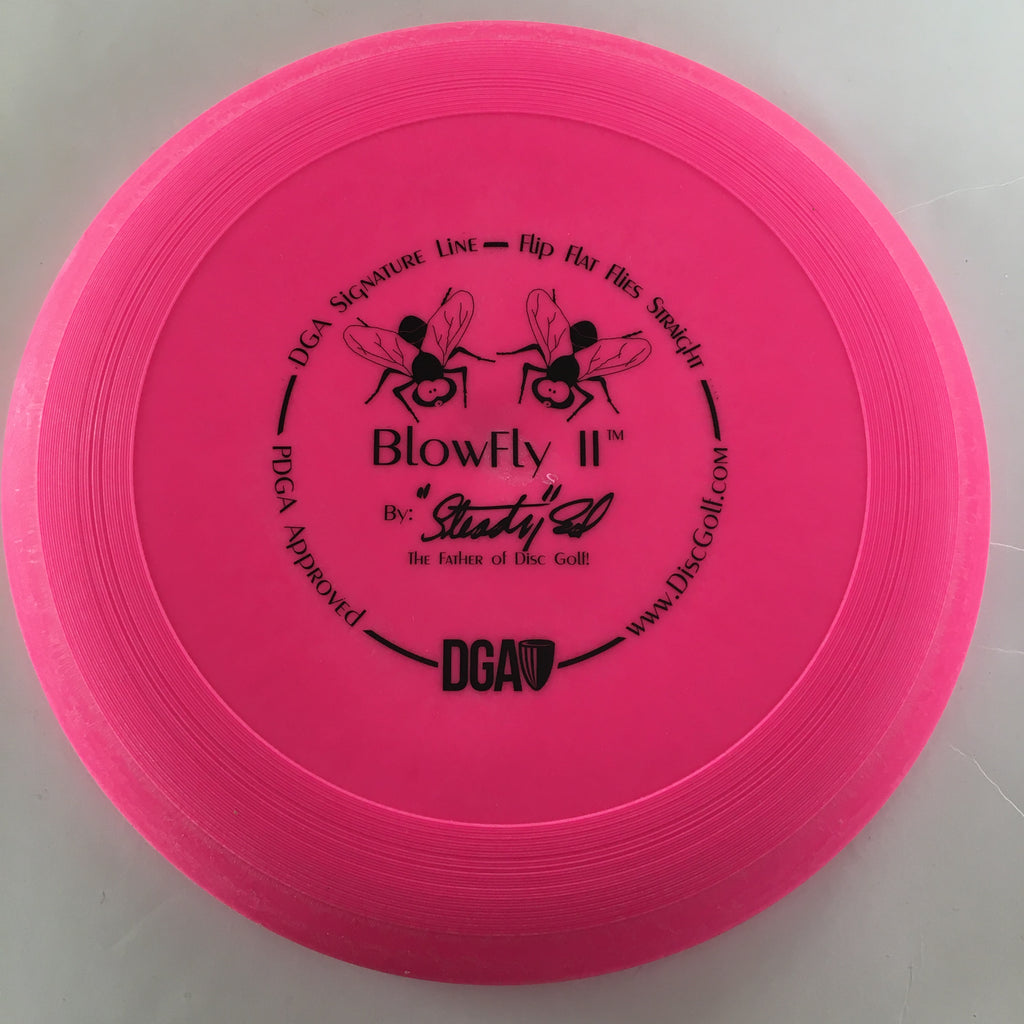 DGA Signature Line — Flip Flat Flies Straight
www.DiscGolf.com
PDGA Approved
BlowFly II™
By: "Steady" Ed
The Father of Disc Golf!
DGA